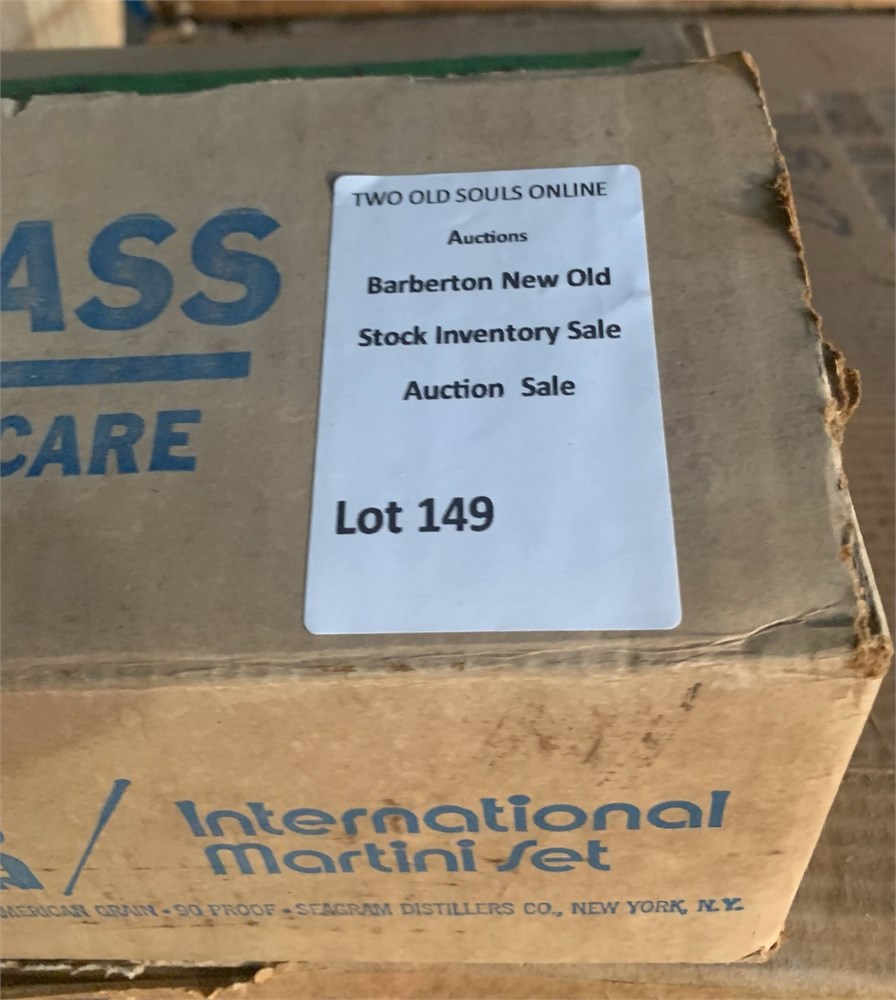 ASS
CARE
TWO OLD SOULS ONLINE
Auctions
Barberton New Old
Stock Inventory Sale
Auction Sale
Lot 149
International
Martini Set
MERICAN GRAIN - 90 PROOF - SEAGRAM DISTILLERS CO., NEW YORK, N.Y.